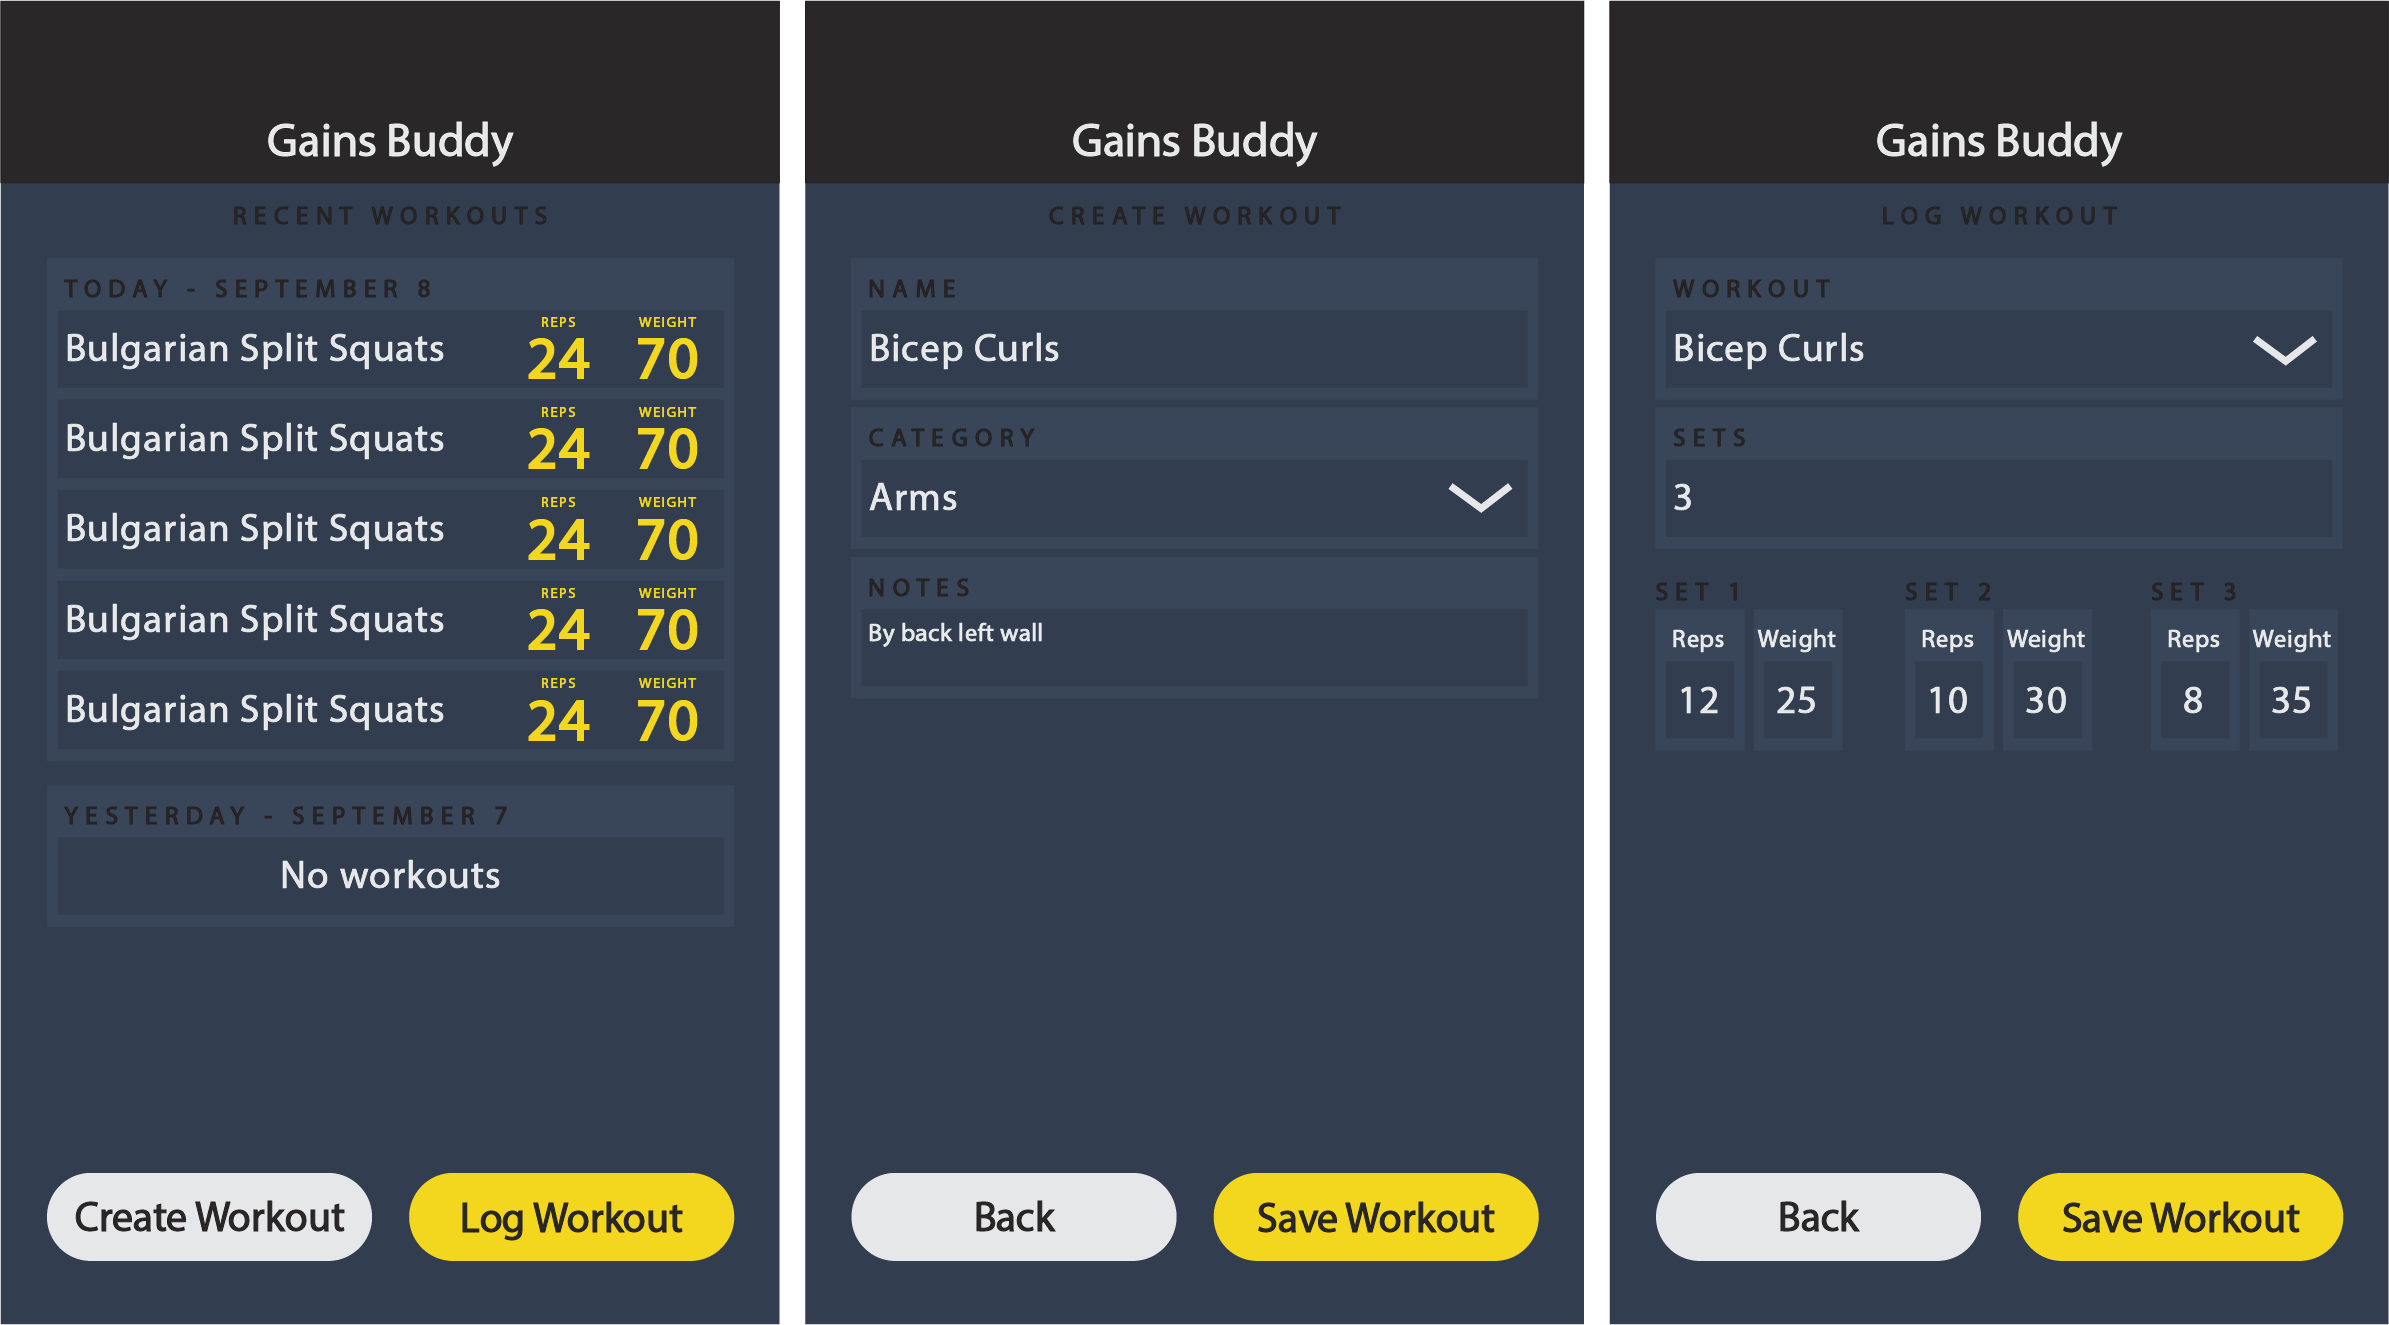 Gains Buddy
RECENT WORKOUTS
TODAY - SEPTEMBER 8
Bulgarian Split Squats REPS 24 WEIGHT 70
Bulgarian Split Squats REPS 24 WEIGHT 70
Bulgarian Split Squats REPS 24 WEIGHT 70
Bulgarian Split Squats REPS 24 WEIGHT 70
Bulgarian Split Squats REPS 24 WEIGHT 70
YESTERDAY - SEPTEMBER 7
No workouts
Create Workout Log Workout
Gains Buddy
CREATE WORKOUT
NAME
Bicep Curls
CATEGORY
Arms
NOTES
By back left wall
Back Save Workout
Gains Buddy
LOG WORKOUT
WORKOUT
Bicep Curls
SETS
3
SET 1 SET 2 SET 3
Reps Weight Reps Weight Reps Weight
12 25 10 30 8 35
Back Save Workout